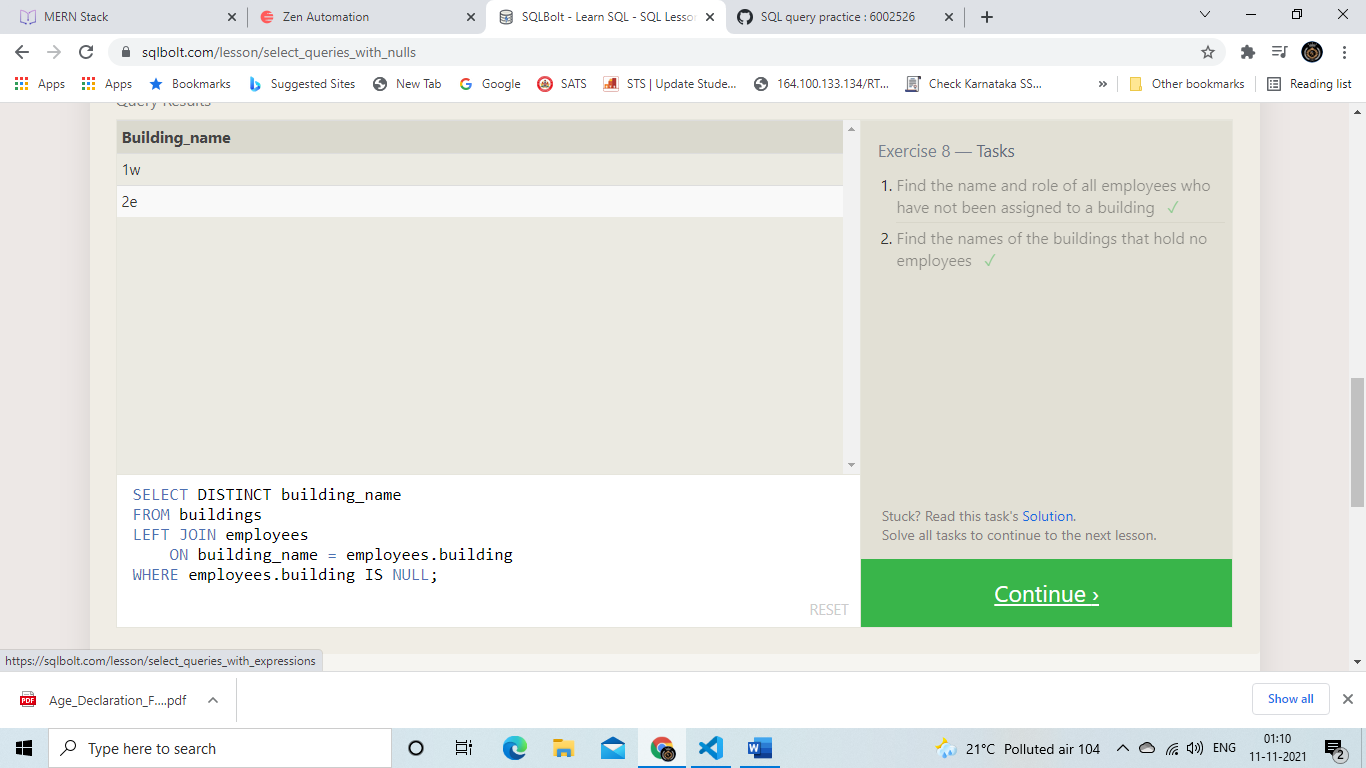 MERN Stack
Zen Automation
SQLBolt - Learn SQL - SQL Lesso
SQL query practice : 6002526
sqlbolt.com/lesson/select_queries_with_nulls
Apps
Apps
Bookmarks
Suggested Sites
New Tab
Google
SATS
STS | Update Stude...
164.100.133.134/RT...
Check Karnataka SS...
»
Other bookmarks
Reading list
Query Results
Building_name
1w
2e
Exercise 8 — Tasks
1. Find the name and role of all employees who
have not been assigned to a building ✓
2. Find the names of the buildings that hold no
employees ✓
SELECT DISTINCT building_name
FROM buildings
LEFT JOIN employees
ON building_name = employees.building
WHERE employees.building IS NULL;
RESET
Stuck? Read this task's Solution.
Solve all tasks to continue to the next lesson.
Continue ›
https://sqlbolt.com/lesson/select_queries_with_expressions
PDF
Age_Declaration_F....pdf
Show all
Type here to search
21°C Polluted air 104
ENG
01:10
11-11-2021
2